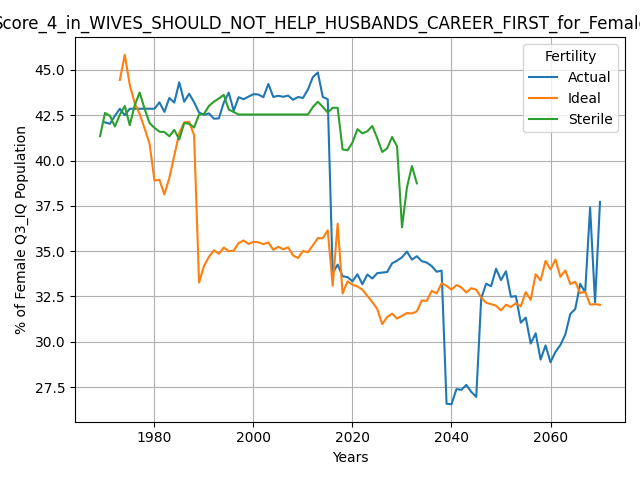 Score_4_in_WIVES_SHOULD_NOT_HELP_HUSBANDS_CAREER_FIRST_for_Female
Fertility
Actual
Ideal
Sterile
% of Female Q3_IQ Population
45.0
42.5
40.0
37.5
35.0
32.5
30.0
27.5
1980
2000
2020
2040
2060
Years